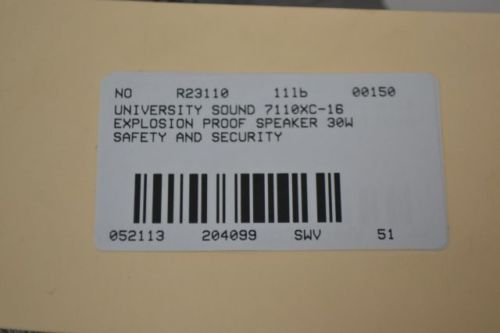 NO R23110 111b 00150
UNIVERSITY SOUND 7110XC-16
EXPLOSION PROOF SPEAKER 30W
SAFETY AND SECURITY
052113 204099 SWV 51